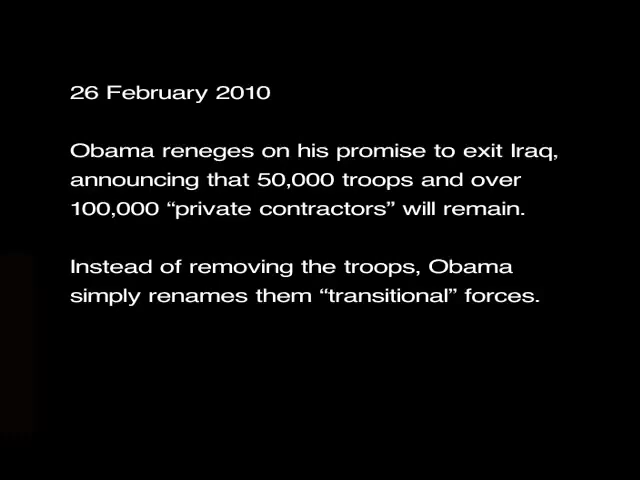 26 February 2010
Obama reneges on his promise to exit Iraq,
announcing that 50,000 troops and over
100,000 “private contractors” will remain.
Instead of removing the troops, Obama
simply renames them “transitional” forces.